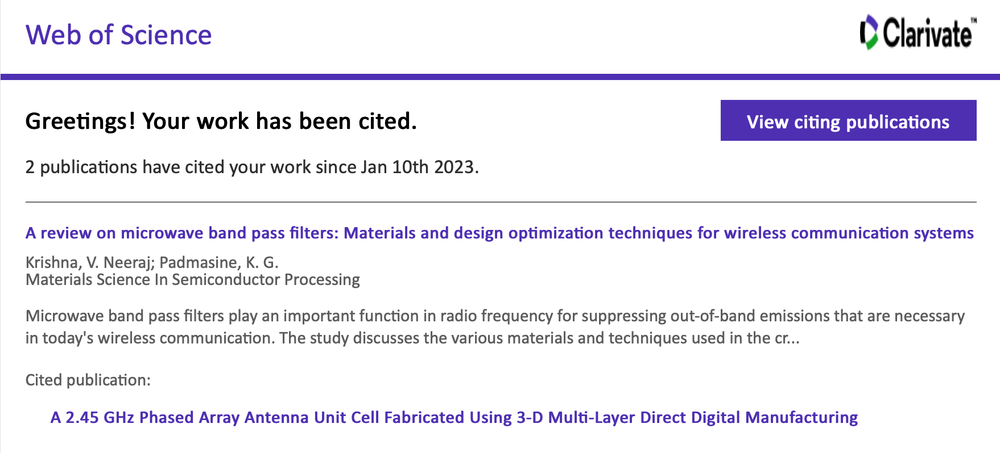 Web of Science
Clarivate™
Greetings! Your work has been cited.
View citing publications
2 publications have cited your work since Jan 10th 2023.
A review on microwave band pass filters: Materials and design optimization techniques for wireless communication systems
Krishna, V. Neeraj; Padmasine, K. G.
Materials Science In Semiconductor Processing
Microwave band pass filters play an important function in radio frequency for suppressing out-of-band emissions that are necessary
in today's wireless communication. The study discusses the various materials and techniques used in the cr...
Cited publication:
A 2.45 GHz Phased Array Antenna Unit Cell Fabricated Using 3-D Multi-Layer Direct Digital Manufacturing